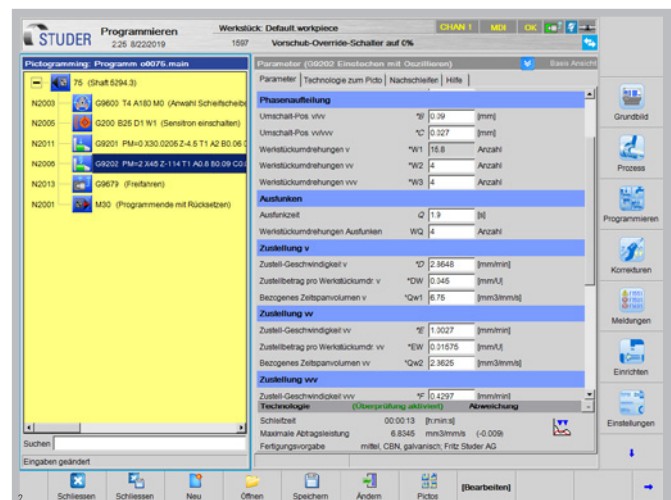 STUDER
Programmieren
2:25 8/22/2019
Werkstück: Default workpiece
1597
Vorschub-Override-Schalter auf 0%
CHAN 1
MDI
OK
Pictogramming: Programm o0075.main
75 (Shaft 5294.3)
N2003 G9600 T4 A180 M0 (Anwahl Schleifscheibe
N2005 G200 B25 D1 W1 (Sensitron einschalten)
N2011 G9201 PM=0 X30.0206 Z-4.5 T1 A2 B0.06
N2008 G9202 PM=2 X45 Z-114 T1 A0.8 B0.09
N2013 G9679 (Freifahren)
N2001 M30 (Programmende mit Rücksetzen)
Suchen
Eingaben geändert
Parameter (G9202 Einstechen mit Oszillieren)
Basis Ansicht
Parameter
Technologie zum Picto
Nachschleifen
Hilfe
Phasenaufteilung
Umschalt-Pos. v/vv *B 0.09 [mm]
Umschalt-Pos. vv/vvv *C 0.027 [mm]
Werkstückumdrehungen v *W1 15.8 Anzahl
Werkstückumdrehungen vv *W2 4 Anzahl
Werkstückumdrehungen vvv *W3 4 Anzahl
Ausfunken
Ausfunkzeit Q 1.9 [s]
Werkstückumdrehungen Ausfunken WQ 4 Anzahl
Zustellung v
Zustell-Geschwindigkeit v *D 2.8648 [mm/min]
Zustellbetrag pro Werkstückumdr. v *DW 0.045 [mm/U]
Bezogenes Zeitspanvolumen v *Qw1 6.75 [mm3/mm/s]
Zustellung vv
Zustell-Geschwindigkeit vv *E 1.0027 [mm/min]
Zustellbetrag pro Werkstückumdr. vv *EW 0.01575 [mm/U]
Bezogenes Zeitspanvolumen vv *Qw2 2.3625 [mm3/mm/s]
Zustellung vvv
Zustell-Geschwindigkeit vvv *F 0.4297 [mm/min]
Technologie (Überprüfung aktiviert) Abweichung
Schleifzeit 00:00:13 [h:min:s]
Maximale Abtragsleistung 6.8345 mm3/mm/s (-0.009)
Fertigungsvorgabe mittel, CBN, galvanisch; Fritz Studer AG
Grundbild
Prozess
Programmieren
Korrekturen
Meldungen
Einrichten
Einstellungen
Schliessen
Schliessen
Neu
Öffnen
Speichern
Ändern
Pictos
[Bearbeiten]